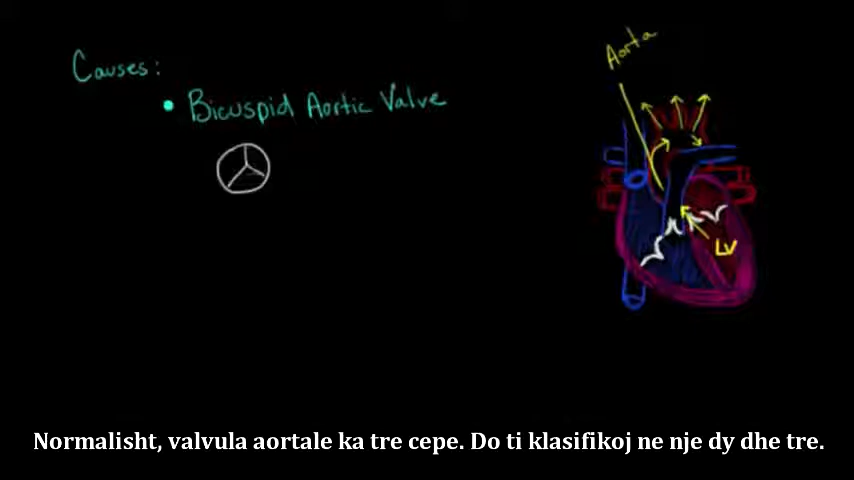 Causes:
• Bicuspid Aortic Valve
Aorta
LV
Normalisht, valvula aortale ka tre cepe. Do ti klasifikoj ne nje dy dhe tre.